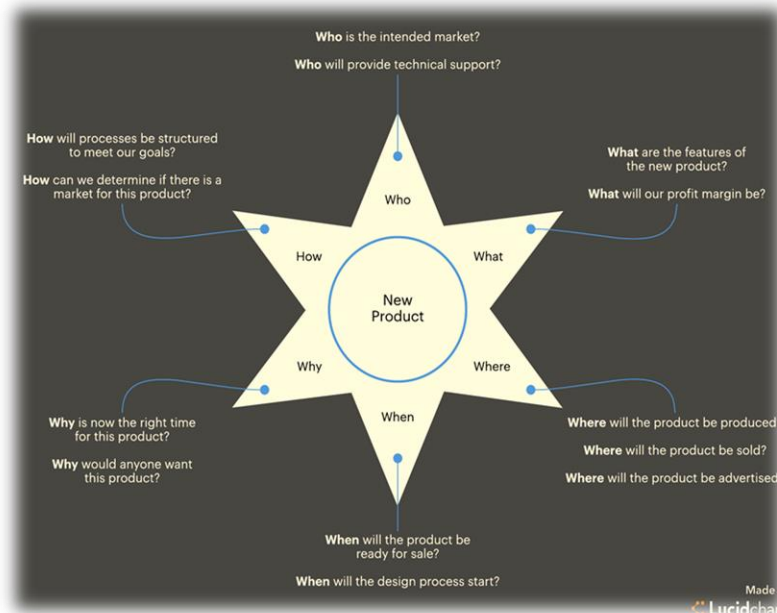 Who is the intended market?
Who will provide technical support?
How will processes be structured
to meet our goals?
How can we determine if there is a
market for this product?
What are the features of
the new product?
What will our profit margin be?
Who
How
What
New
Product
Why
Where
When
Why is now the right time
for this product?
Why would anyone want
this product?
Where will the product be produced
Where will the product be sold?
Where will the product be advertised
When will the product be
ready for sale?
When will the design process start?
Made
Lucidcha